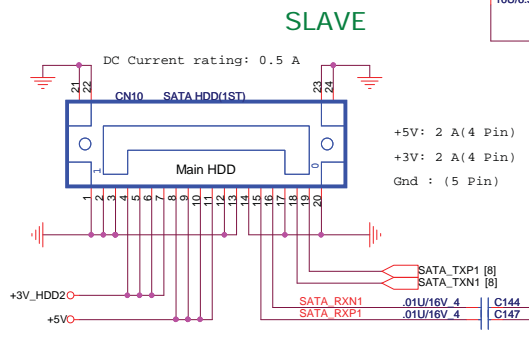 SLAVE
DC Current rating: 0.5 A
21
22
23
24
CN10 SATA HDD(1ST)
+5V: 2 A(4 Pin)
+3V: 2 A(4 Pin)
Gnd : (5 Pin)
1
0
Main HDD
1 2 3 4 5 6 7 8 9 10 11 12 13 14 15 16 17 18 19 20
SATA_TXP1 [8]
SATA_TXN1 [8]
+3V_HDD2
SATA_RXN1 .01U/16V_4 C144
+5V
SATA_RXP1 .01U/16V_4 C147